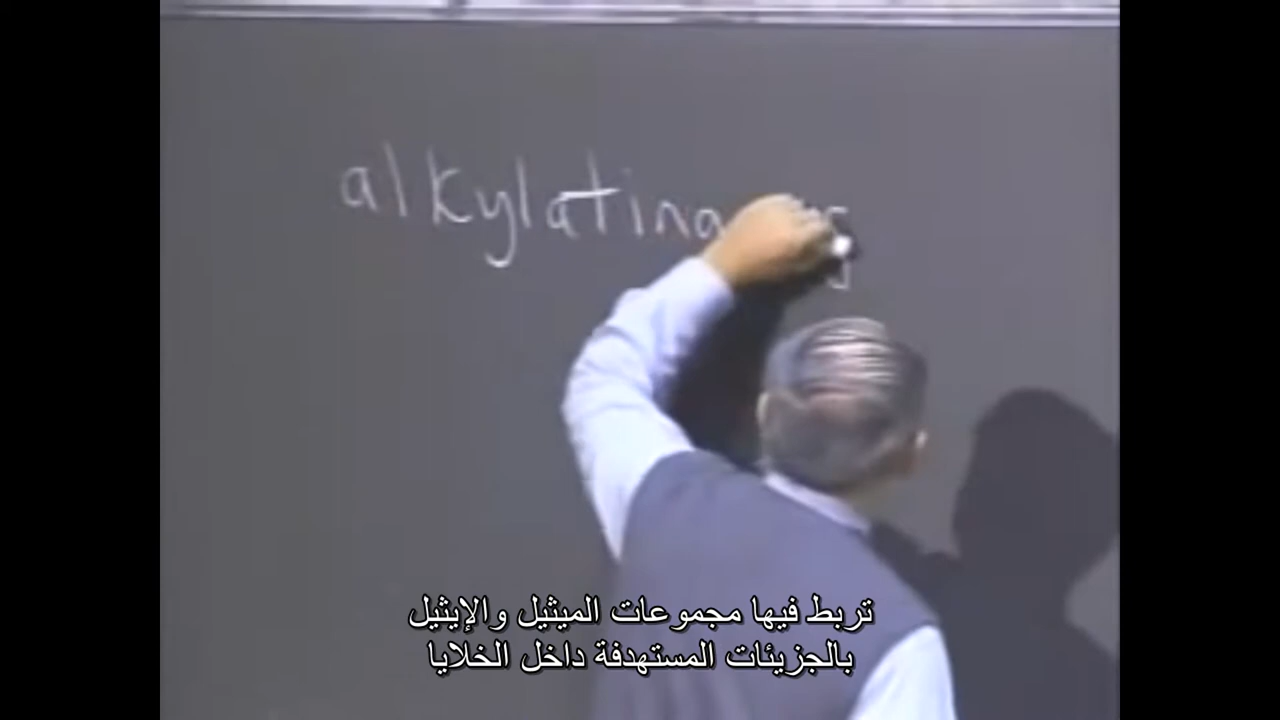 alkylating
تربط فيها مجموعات الميثيل والإيثيل
بالجزيئات المستهدفة داخل الخلايا